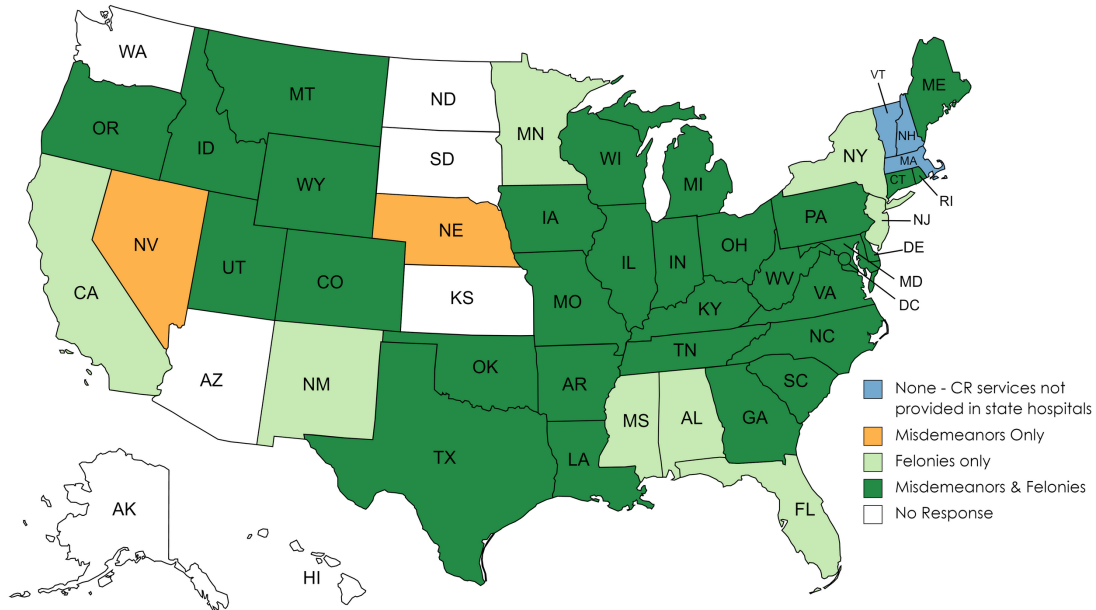 WA
MT
ND
MN
VT
ME
OR
ID
SD
WI
NH
NY
MA
WY
MI
CT
RI
IA
PA
NJ
NE
NV
OH
DE
UT
IL
IN
CO
WV
MD
CA
KS
MO
VA
DC
KY
NC
TN
OK
AZ
NM
AR
SC
MS
AL
GA
TX
LA
FL
AK
HI
None - CR services not
provided in state hospitals
Misdemeanors Only
Felonies only
Misdemeanors & Felonies
No Response